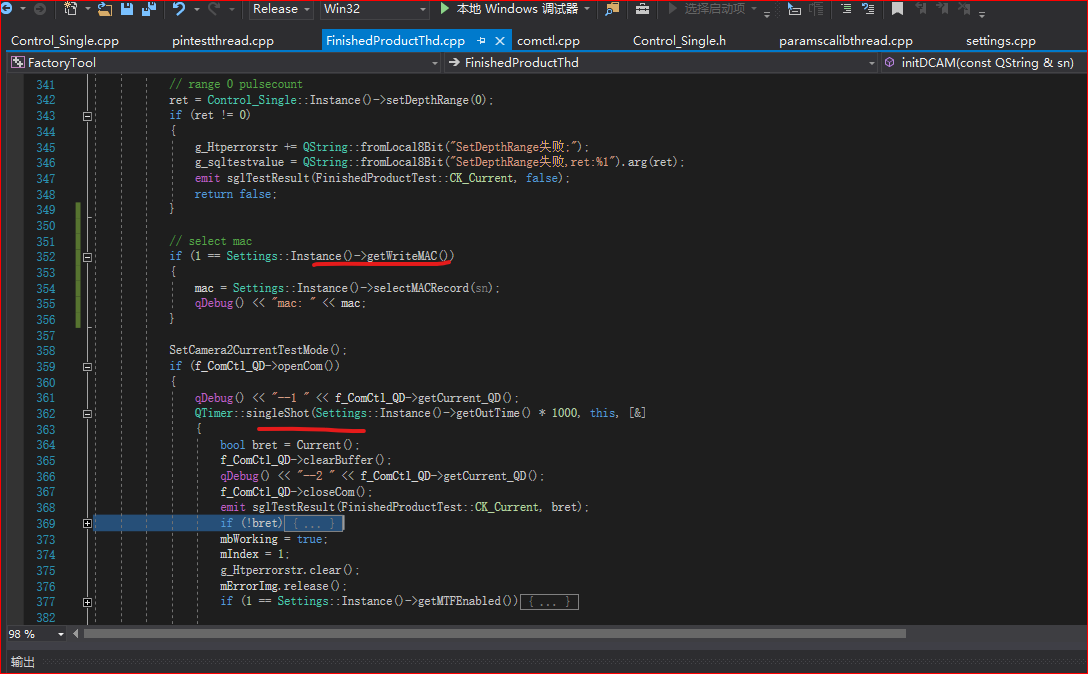 Release Win32 本地 Windows 调试器 选择启动项
Control_Single.cpp pintestthread.cpp FinishedProductThd.cpp comctl.cpp Control_Single.h paramscalibthread.cpp settings.cpp
FactoryTool FinishedProductThd initDCAM(const QString & sn)
341 // range 0 pulsecount
342 ret = Control_Single::Instance()->setDepthRange(0);
343 if (ret != 0)
344 {
345 g_Htperrorstr += QString::fromLocal8Bit("SetDepthRange失败;");
346 g_sqltestvalue = QString::fromLocal8Bit("SetDepthRange失败,ret:%1").arg(ret);
347 emit sglTestResult(FinishedProductTest::CK_Current, false);
348 return false;
349 }
350
351 // select mac
352 if (1 == Settings::Instance()->getWriteMAC())
353 {
354 mac = Settings::Instance()->selectMACRecord(sn);
355 qDebug() << "mac: " << mac;
356 }
357
358 SetCamera2CurrentTestMode();
359 if (f_ComCtl_QD->openCom())
360 {
361 qDebug() << "--1 " << f_ComCtl_QD->getCurrent_QD();
362 QTimer::singleShot(Settings::Instance()->getOutTime() * 1000, this, [&]
363 {
364 bool bret = Current();
365 f_ComCtl_QD->clearBuffer();
366 qDebug() << "--2 " << f_ComCtl_QD->getCurrent_QD();
367 f_ComCtl_QD->closeCom();
368 emit sglTestResult(FinishedProductTest::CK_Current, bret);
369 if (!bret) { ... }
373 mbWorking = true;
374 mIndex = 1;
375 g_Htperrorstr.clear();
376 mErrorImg.release();
377 if (1 == Settings::Instance()->getMTFEnabled()) { ... }
382
98 %
输出